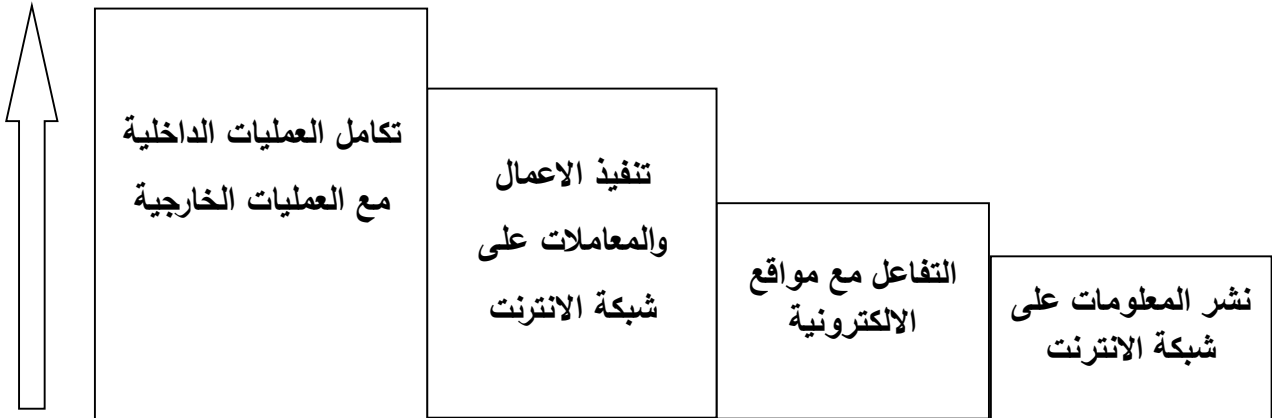 تكامل العمليات الداخلية
مع العمليات الخارجية
تنفيذ الاعمال
والمعاملات على
شبكة الانترنت
التفاعل مع مواقع
الالكترونية
نشر المعلومات على
شبكة الانترنت